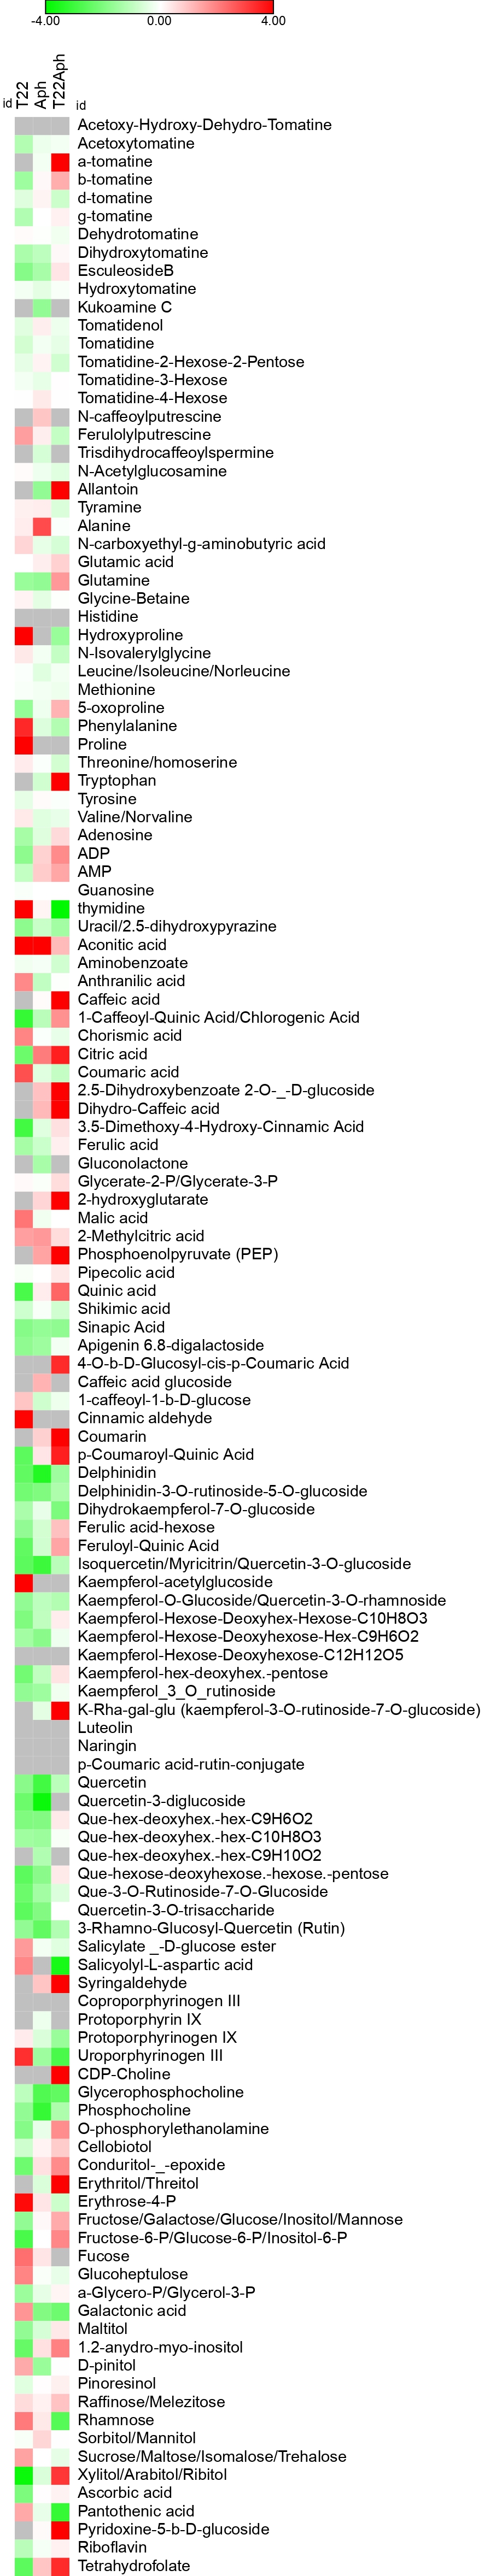 -4.00 0.00 4.00
id T22 Aph T22Aph id
Acetoxy-Hydroxy-Dehydro-Tomatine
Acetoxytomatine
a-tomatine
b-tomatine
d-tomatine
g-tomatine
Dehydrotomatine
Dihydroxytomatine
EsculeosideB
Hydroxytomatine
Kukoamine C
Tomatidenol
Tomatidine
Tomatidine-2-Hexose-2-Pentose
Tomatidine-3-Hexose
Tomatidine-4-Hexose
N-caffeoylputrescine
Ferulolylputrescine
Trisdihydrocaffeoylspermine
N-Acetylglucosamine
Allantoin
Tyramine
Alanine
N-carboxyethyl-g-aminobutyric acid
Glutamic acid
Glutamine
Glycine-Betaine
Histidine
Hydroxyproline
N-Isovalerylglycine
Leucine/Isoleucine/Norleucine
Methionine
5-oxoproline
Phenylalanine
Proline
Threonine/homoserine
Tryptophan
Tyrosine
Valine/Norvaline
Adenosine
ADP
AMP
Guanosine
thymidine
Uracil/2.5-dihydroxypyrazine
Aconitic acid
Aminobenzoate
Anthranilic acid
Caffeic acid
1-Caffeoyl-Quinic Acid/Chlorogenic Acid
Chorismic acid
Citric acid
Coumaric acid
2.5-Dihydroxybenzoate 2-O-_-D-glucoside
Dihydro-Caffeic acid
3.5-Dimethoxy-4-Hydroxy-Cinnamic Acid
Ferulic acid
Gluconolactone
Glycerate-2-P/Glycerate-3-P
2-hydroxyglutarate
Malic acid
2-Methylcitric acid
Phosphoenolpyruvate (PEP)
Pipecolic acid
Quinic acid
Shikimic acid
Sinapic Acid
Apigenin 6.8-digalactoside
4-O-b-D-Glucosyl-cis-p-Coumaric Acid
Caffeic acid glucoside
1-caffeoyl-1-b-D-glucose
Cinnamic aldehyde
Coumarin
p-Coumaroyl-Quinic Acid
Delphinidin
Delphinidin-3-O-rutinoside-5-O-glucoside
Dihydrokaempferol-7-O-glucoside
Ferulic acid-hexose
Feruloyl-Quinic Acid
Isoquercetin/Myricitrin/Quercetin-3-O-glucoside
Kaempferol-acetylglucoside
Kaempferol-O-Glucoside/Quercetin-3-O-rhamnoside
Kaempferol-Hexose-Deoxyhex-Hexose-C10H8O3
Kaempferol-Hexose-Deoxyhexose-Hex-C9H6O2
Kaempferol-Hexose-Deoxyhexose-C12H12O5
Kaempferol-hex-deoxyhex.-pentose
Kaempferol_3_O_rutinoside
K-Rha-gal-glu (kaempferol-3-O-rutinoside-7-O-glucoside)
Luteolin
Naringin
p-Coumaric acid-rutin-conjugate
Quercetin
Quercetin-3-diglucoside
Que-hex-deoxyhex.-hex-C9H6O2
Que-hex-deoxyhex.-hex-C10H8O3
Que-hex-deoxyhex.-hex-C9H10O2
Que-hexose-deoxyhexose.-hexose.-pentose
Que-3-O-Rutinoside-7-O-Glucoside
Quercetin-3-O-trisaccharide
3-Rhamno-Glucosyl-Quercetin (Rutin)
Salicylate _-D-glucose ester
Salicyolyl-L-aspartic acid
Syringaldehyde
Coproporphyrinogen III
Protoporphyrin IX
Protoporphyrinogen IX
Uroporphyrinogen III
CDP-Choline
Glycerophosphocholine
Phosphocholine
O-phosphorylethanolamine
Cellobiotol
Conduritol-_-epoxide
Erythritol/Threitol
Erythrose-4-P
Fructose/Galactose/Glucose/Inositol/Mannose
Fructose-6-P/Glucose-6-P/Inositol-6-P
Fucose
Glucoheptulose
a-Glycero-P/Glycerol-3-P
Galactonic acid
Maltitol
1.2-anydro-myo-inositol
D-pinitol
Pinoresinol
Raffinose/Melezitose
Rhamnose
Sorbitol/Mannitol
Sucrose/Maltose/Isomalose/Trehalose
Xylitol/Arabitol/Ribitol
Ascorbic acid
Pantothenic acid
Pyridoxine-5-b-D-glucoside
Riboflavin
Tetrahydrofolate